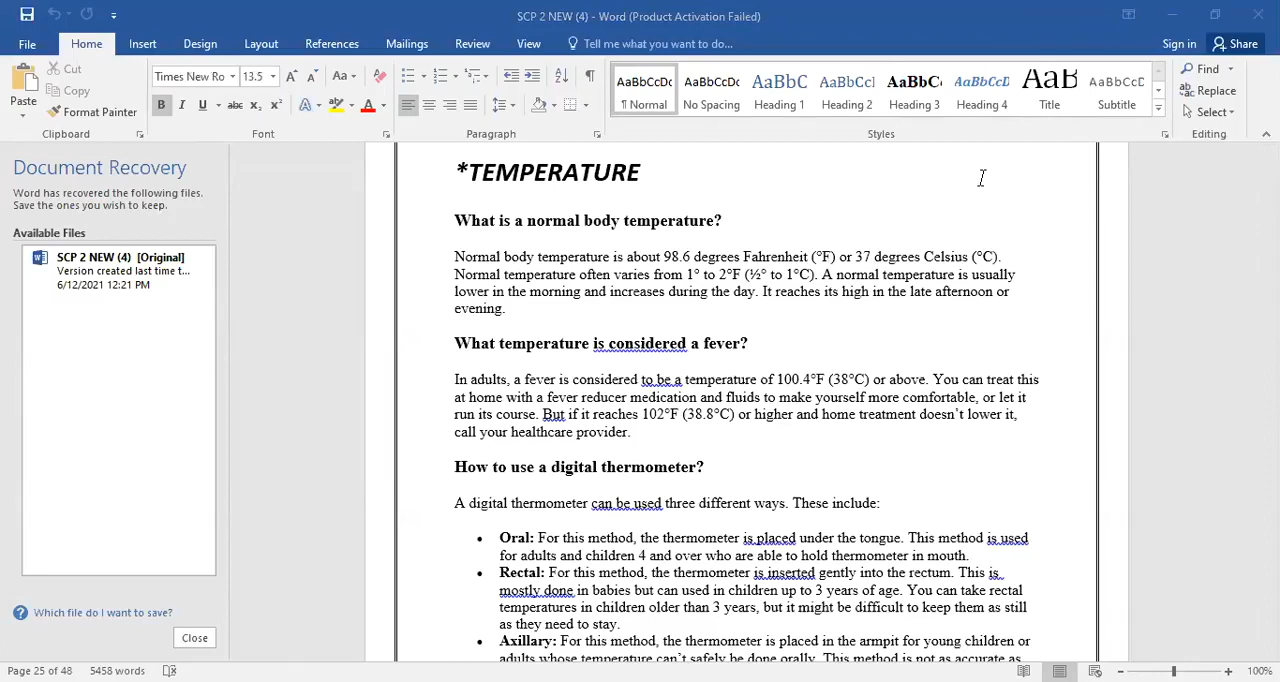 SCP 2 NEW (4) - Word (Product Activation Failed)
File Home Insert Design Layout References Mailings Review View Tell me what you want to do... Sign in Share
Paste
Cut
Copy
Format Painter
Clipboard
Times New Ro 13.5
Font
Paragraph
AaBbCcDc AaBbCcDc AaBbC AaBbCcl AaBbCc AaBbCcD AaB AaBbCcD
¶ Normal No Spacing Heading 1 Heading 2 Heading 3 Heading 4 Title Subtitle
Styles
Find
Replace
Select
Editing
Document Recovery
Word has recovered the following files.
Save the ones you wish to keep.
Available Files
SCP 2 NEW (4) [Original]
Version created last time t...
6/12/2021 12:21 PM
Which file do I want to save?
Close
*TEMPERATURE
What is a normal body temperature?
Normal body temperature is about 98.6 degrees Fahrenheit (°F) or 37 degrees Celsius (°C).
Normal temperature often varies from 1° to 2°F (½° to 1°C). A normal temperature is usually
lower in the morning and increases during the day. It reaches its high in the late afternoon or
evening.
What temperature is considered a fever?
In adults, a fever is considered to be a temperature of 100.4°F (38°C) or above. You can treat this
at home with a fever reducer medication and fluids to make yourself more comfortable, or let it
run its course. But if it reaches 102°F (38.8°C) or higher and home treatment doesn't lower it,
call your healthcare provider.
How to use a digital thermometer?
A digital thermometer can be used three different ways. These include:
• Oral: For this method, the thermometer is placed under the tongue. This method is used
for adults and children 4 and over who are able to hold thermometer in mouth.
• Rectal: For this method, the thermometer is inserted gently into the rectum. This is
mostly done in babies but can used in children up to 3 years of age. You can take rectal
temperatures in children older than 3 years, but it might be difficult to keep them as still
as they need to stay.
• Axillary: For this method, the thermometer is placed in the armpit for young children or
adults whose temperature can't safely be done orally. This method is not as accurate as
Page 25 of 48 5458 words 100%